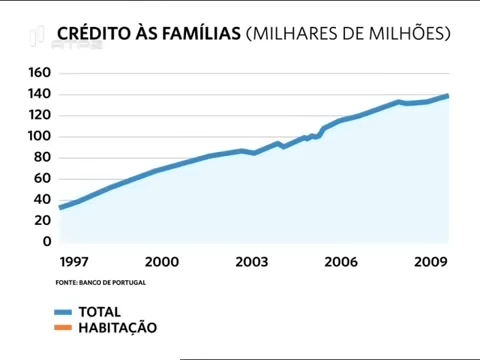 CRÉDITO ÀS FAMÍLIAS (MILHARES DE MILHÕES)
160
140
120
100
80
60
40
20
0
1997 2000 2003 2006 2009
FONTE: BANCO DE PORTUGAL
TOTAL
HABITAÇÃO